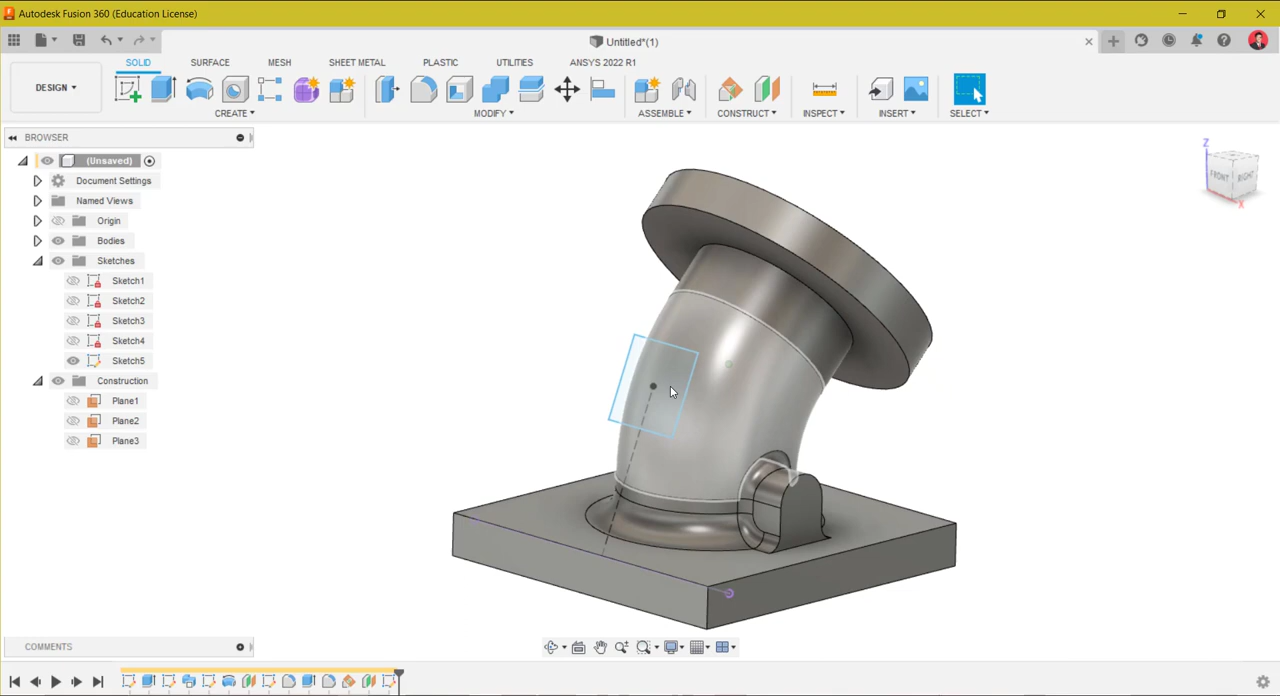 Autodesk Fusion 360 (Education License)
Untitled*(1)
SOLID SURFACE MESH SHEET METAL PLASTIC UTILITIES ANSYS 2022 R1
DESIGN
CREATE MODIFY ASSEMBLE CONSTRUCT INSPECT INSERT SELECT
BROWSER
(Unsaved)
Document Settings
Named Views
Origin
Bodies
Sketches
Sketch1
Sketch2
Sketch3
Sketch4
Sketch5
Construction
Plane1
Plane2
Plane3
Z
FRONT RIGHT
X
COMMENTS